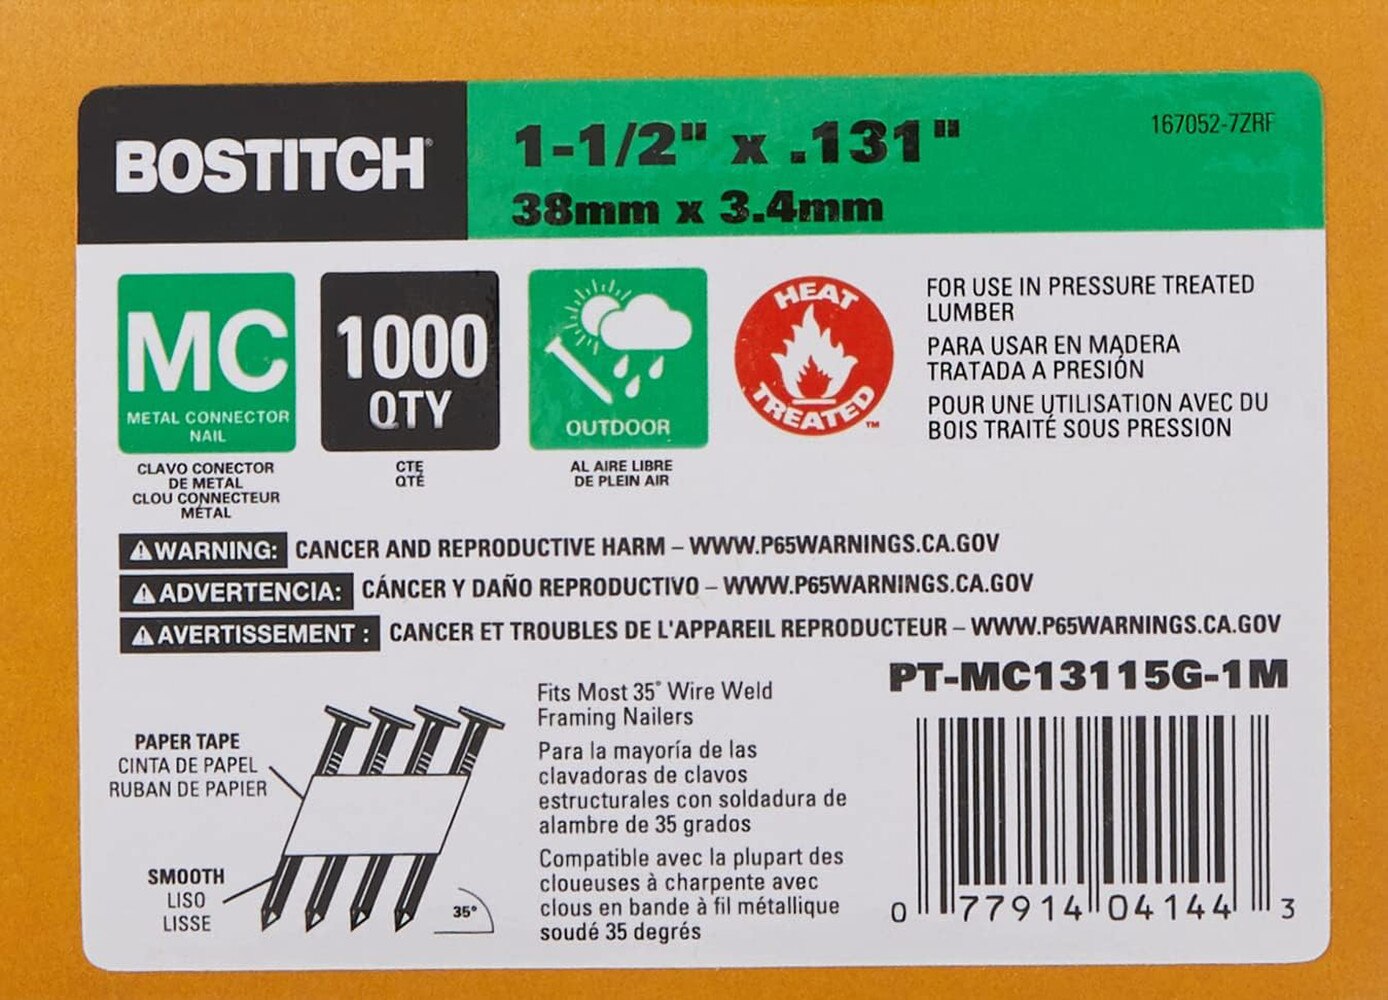 BOSTITCH®
1-1/2" x .131"
38mm x 3.4mm
167052-7ZRF
MC
METAL CONNECTOR
NAIL
CLAVO CONECTOR
DE METAL
CLOU CONNECTEUR
MÉTAL
1000
QTY
CTE
QTÉ
OUTDOOR
AL AIRE LIBRE
DE PLEIN AIR
HEAT
TREATED™
FOR USE IN PRESSURE TREATED
LUMBER
PARA USAR EN MADERA
TRATADA A PRESIÓN
POUR UNE UTILISATION AVEC DU
BOIS TRAITÉ SOUS PRESSION
⚠WARNING: CANCER AND REPRODUCTIVE HARM – WWW.P65WARNINGS.CA.GOV
⚠ADVERTENCIA: CÁNCER Y DAÑO REPRODUCTIVO – WWW.P65WARNINGS.CA.GOV
⚠AVERTISSEMENT : CANCER ET TROUBLES DE L'APPAREIL REPRODUCTEUR – WWW.P65WARNINGS.CA.GOV
PAPER TAPE
CINTA DE PAPEL
RUBAN DE PAPIER
SMOOTH
LISO
LISSE
35°
Fits Most 35° Wire Weld
Framing Nailers
Para la mayoría de las
clavadoras de clavos
estructurales con soldadura de
alambre de 35 grados
Compatible avec la plupart des
cloueuses à charpente avec
clous en bande à fil métallique
soudé 35 degrés
PT-MC13115G-1M
0 77914 04144 3